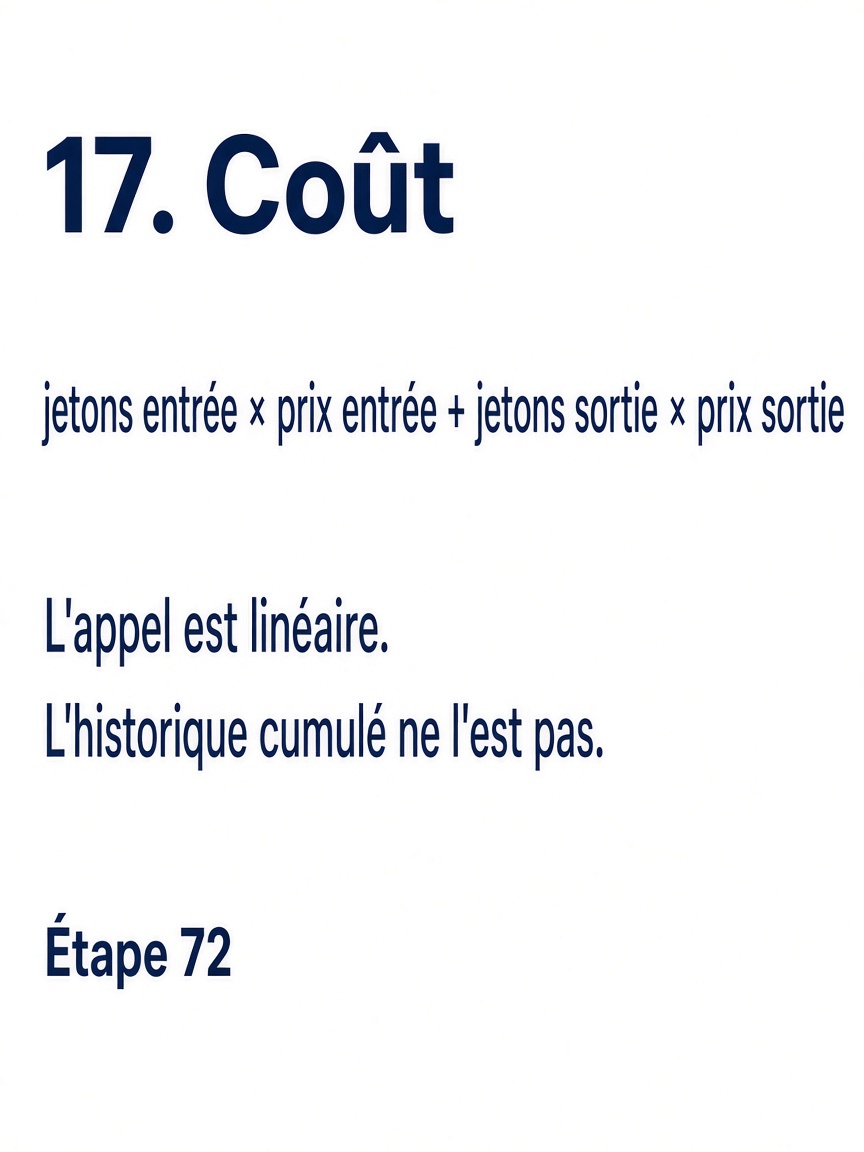 17. Coût
jetons entrée × prix entrée + jetons sortie × prix sortie
L'appel est linéaire.
L'historique cumulé ne l'est pas.
Étape 72